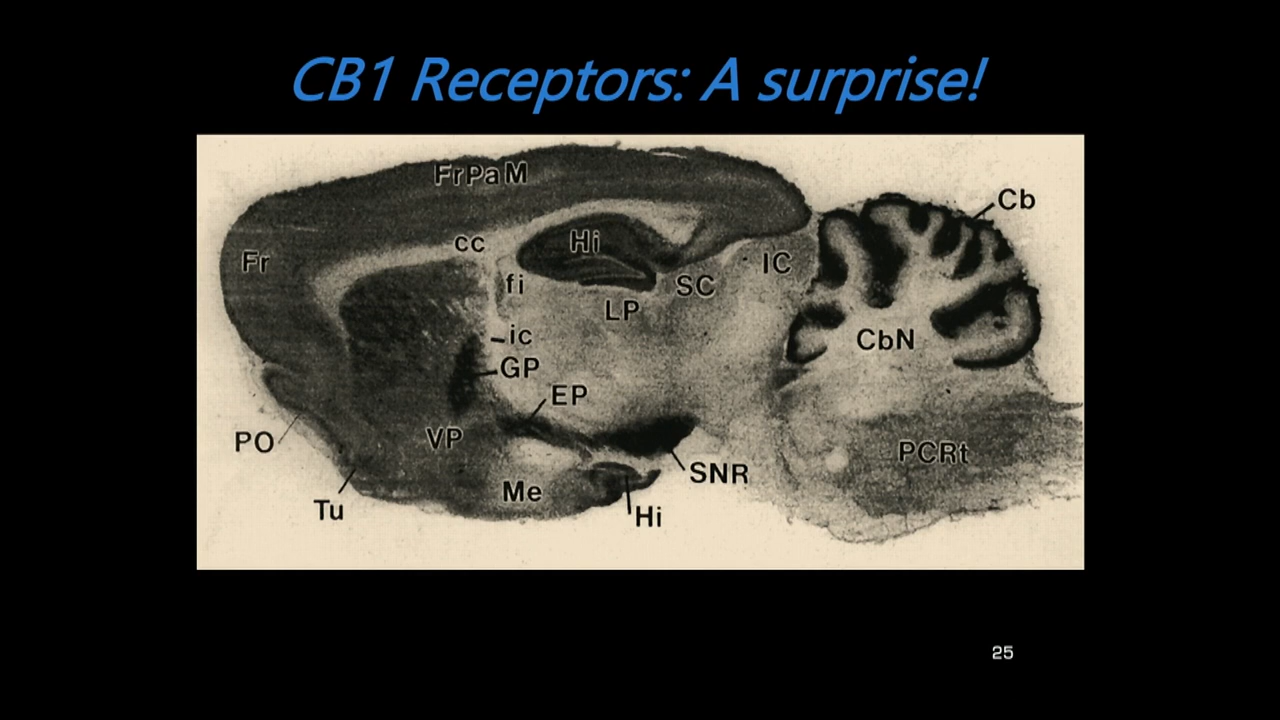 CB1 Receptors: A surprise!
FrPaM
Cb
cc
Hi
Fr
IC
fi
SC
LP
ic
CbN
GP
EP
PO
VP
PCRt
SNR
Me
Tu
Hi
25